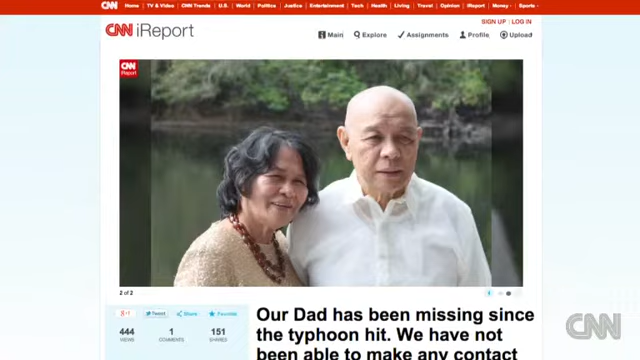 CNN Home TV & Video CNN Trends U.S. World Politics Justice Entertainment Tech Health Living Travel Opinion iReport Money Sports
SIGN UP LOG IN
CNN iReport
Main Explore Assignments Profile Upload
CNN
iReport
2 of 2
+1 Tweet Share Favorite
444 1 151
VIEWS COMMENTS SHARES
Our Dad has been missing since
the typhoon hit. We have not
been able to make any contact
CNN